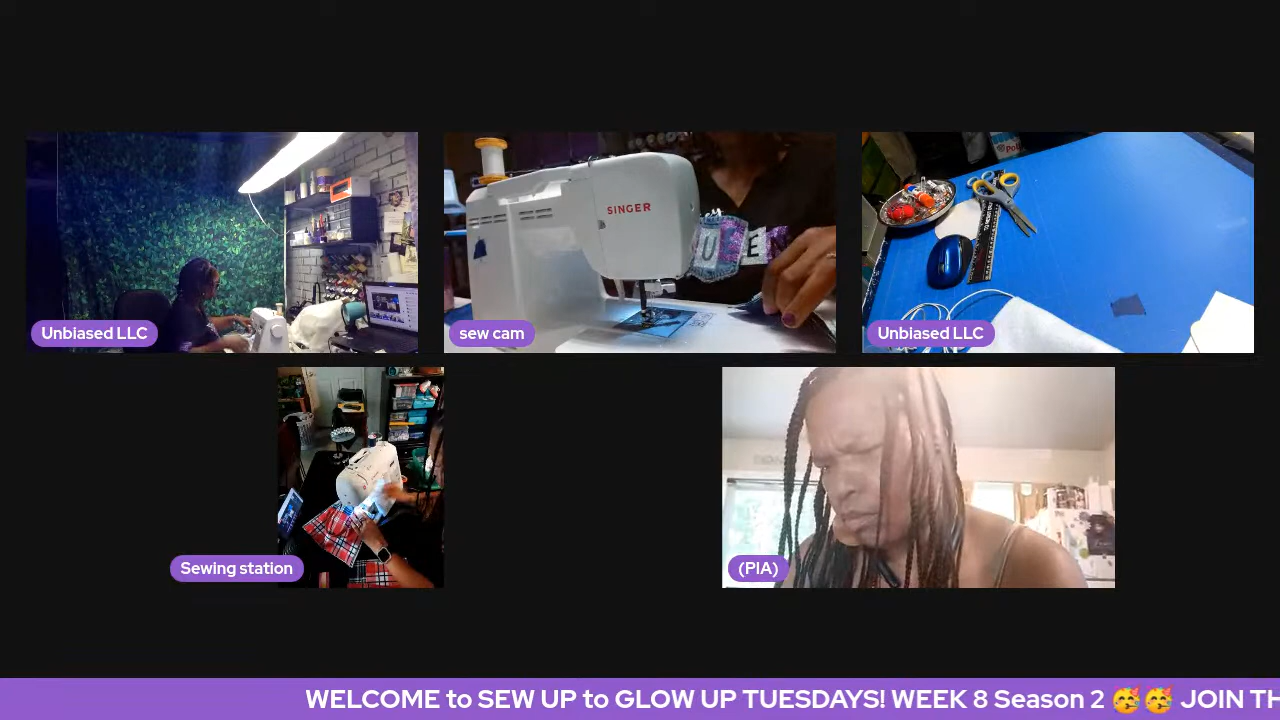 Unbiased LLC
SINGER
U
E
sew cam
Unbiased LLC
Sewing station
(PIA)
WELCOME to SEW UP to GLOW UP TUESDAYS! WEEK 8 Season 2 🥳🥳 JOIN TH